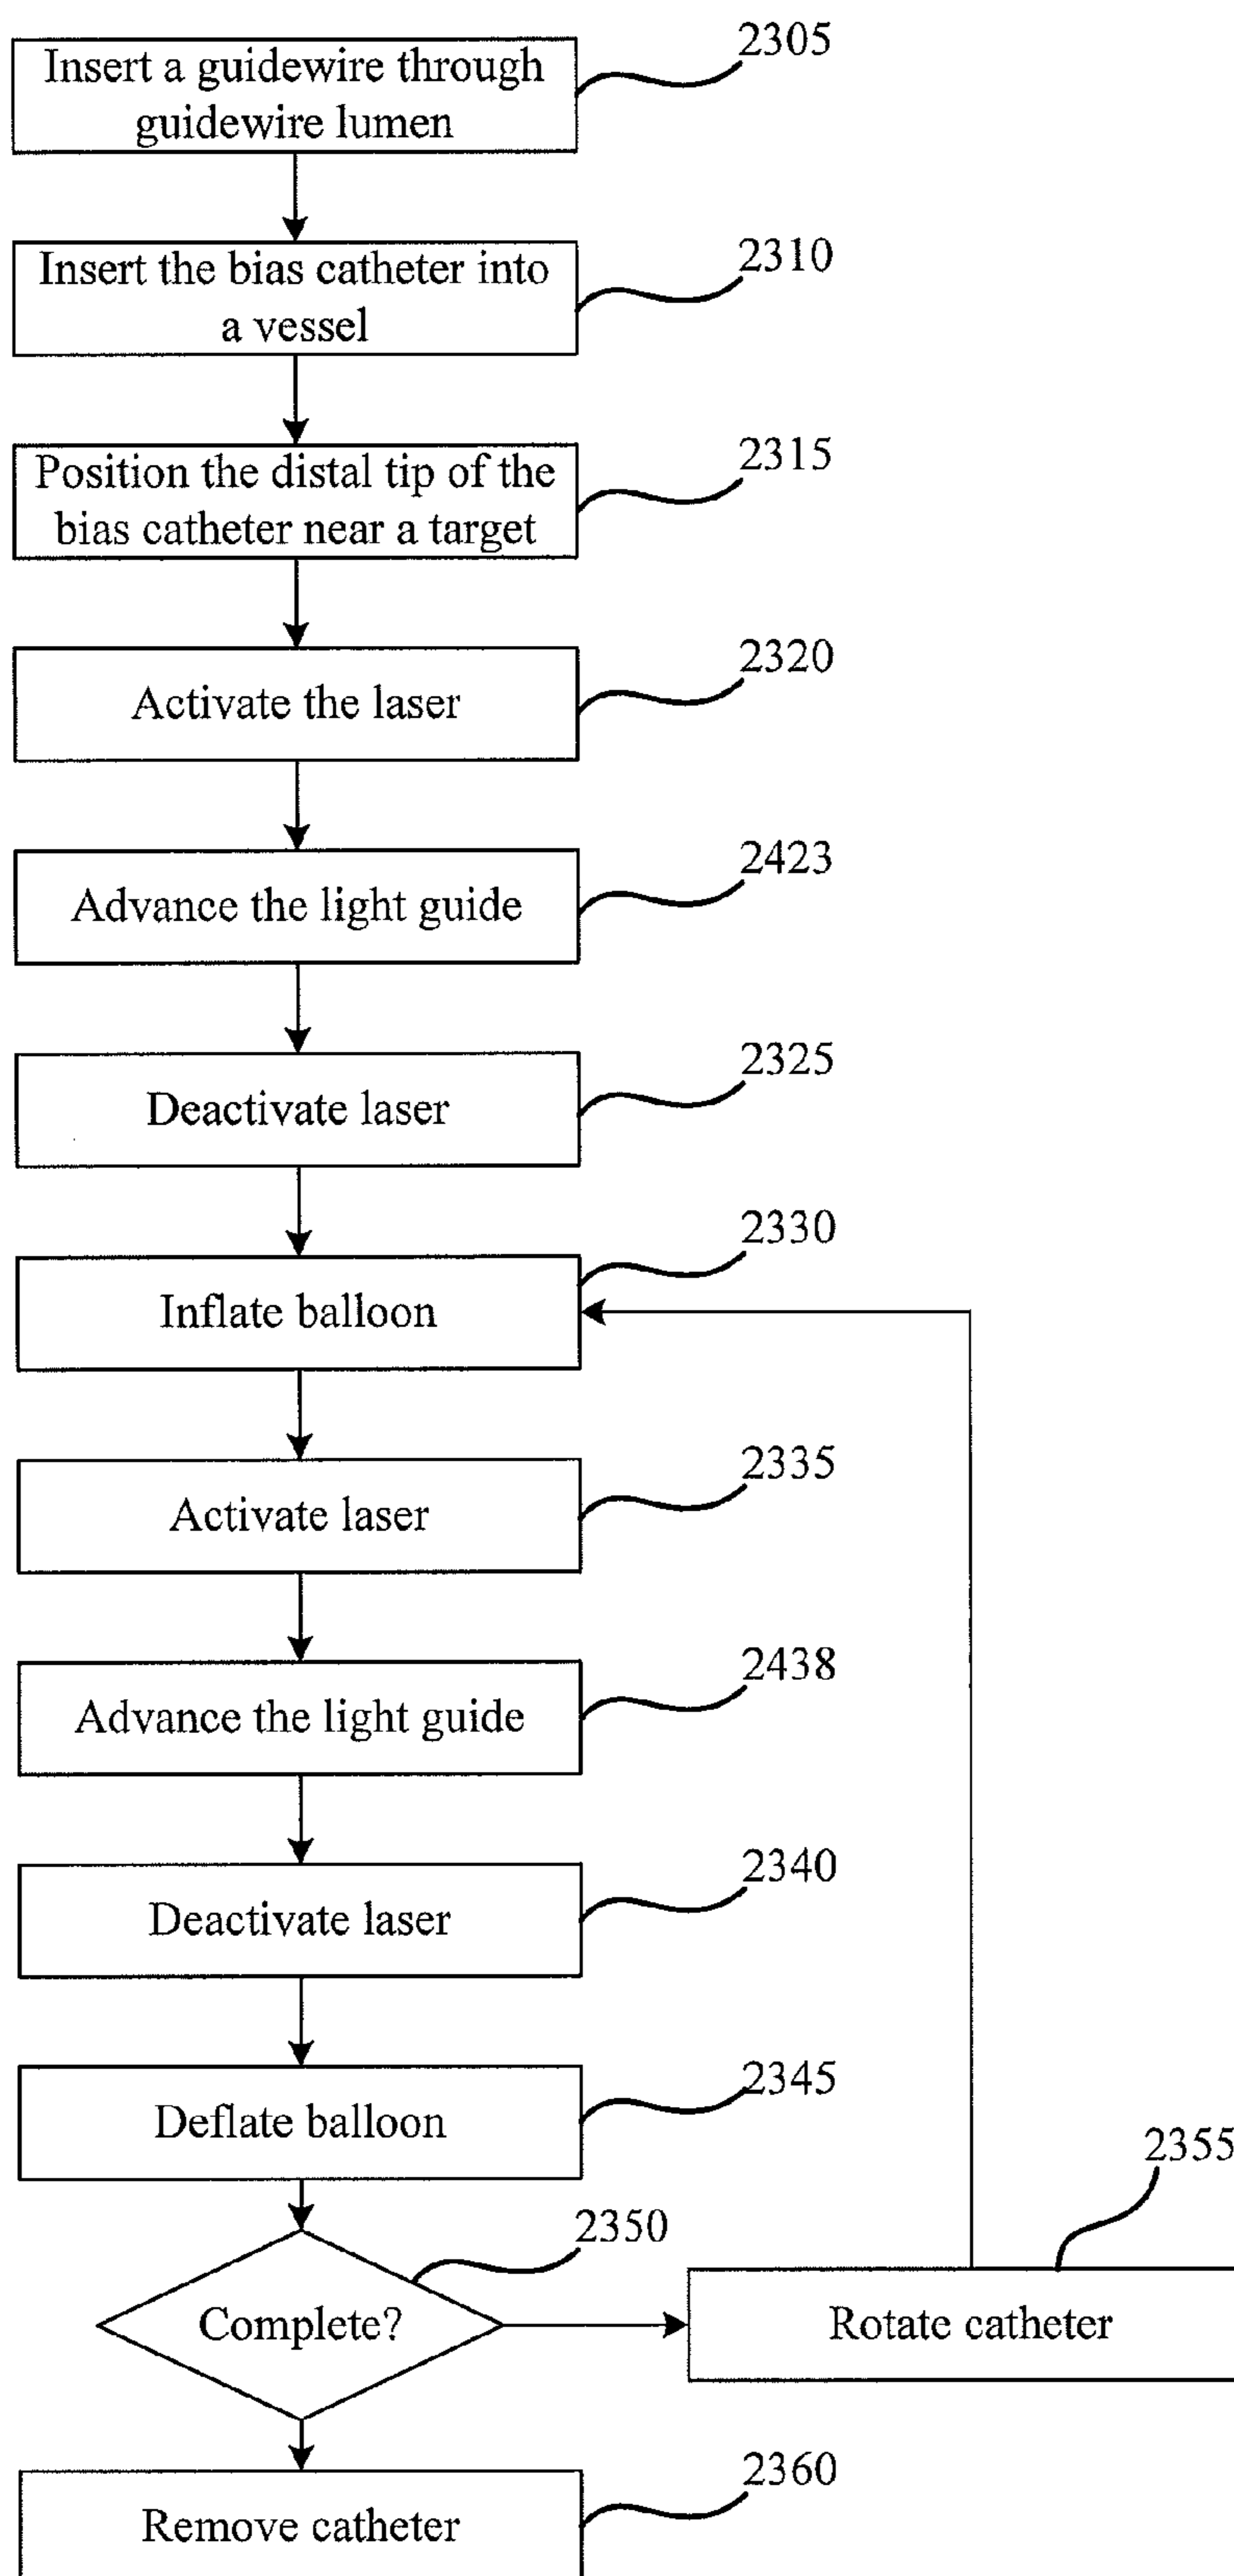 2305
Insert a guidewire through
guidewire lumen
2310
Insert the bias catheter into
a vessel
2315
Position the distal tip of the
bias catheter near a target
2320
Activate the laser
2423
Advance the light guide
2325
Deactivate laser
2330
Inflate balloon
2335
Activate laser
2438
Advance the light guide
2340
Deactivate laser
2345
Deflate balloon
2355
2350
Complete?
Rotate catheter
2360
Remove catheter